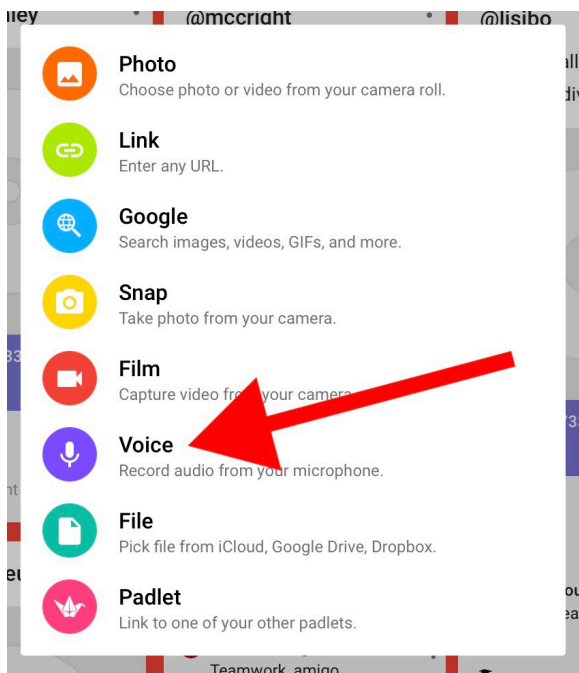 @mccright
@lisibo
Photo
Choose photo or video from your camera roll.
Link
Enter any URL.
Google
Search images, videos, GIFs, and more.
Snap
Take photo from your camera.
Film
Capture video from your camera.
Voice
Record audio from your microphone.
File
Pick file from iCloud, Google Drive, Dropbox.
Padlet
Link to one of your other padlets.
Teamwork, amigo